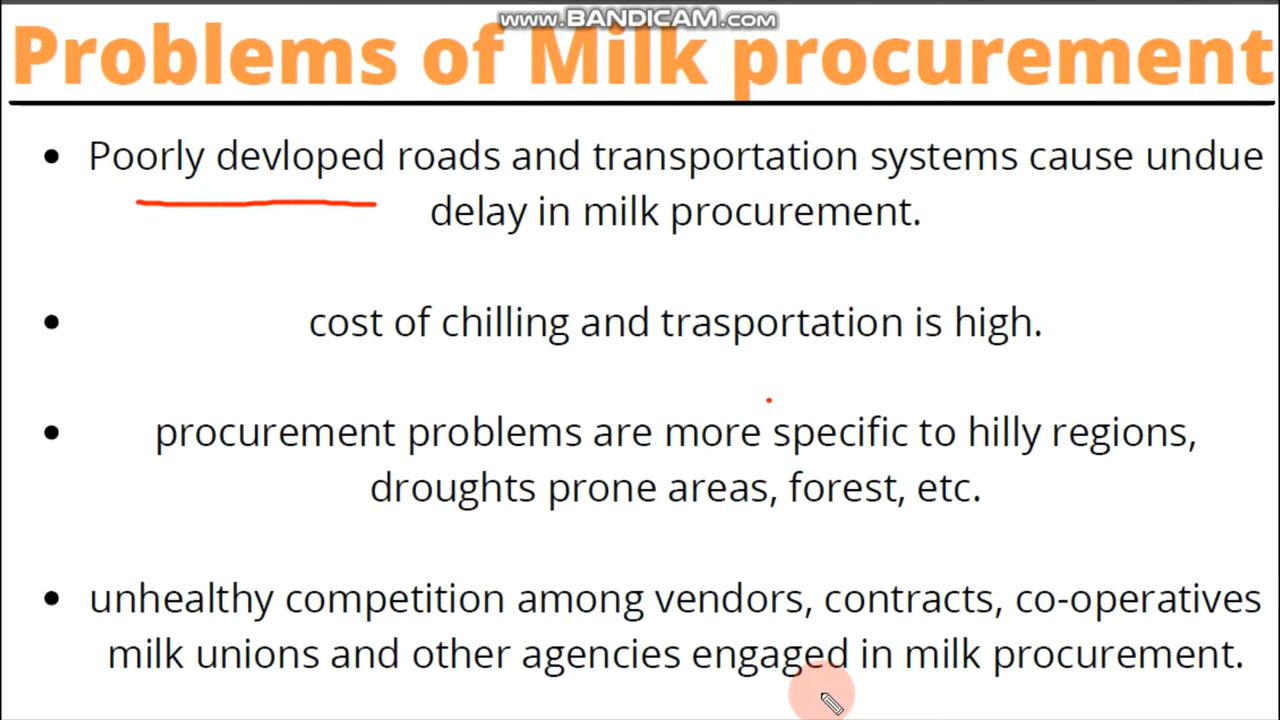 www.BANDICAM.com
Problems of Milk procurement
• Poorly devloped roads and transportation systems cause undue
delay in milk procurement.
• cost of chilling and trasportation is high.
• procurement problems are more specific to hilly regions,
droughts prone areas, forest, etc.
• unhealthy competition among vendors, contracts, co-operatives
milk unions and other agencies engaged in milk procurement.